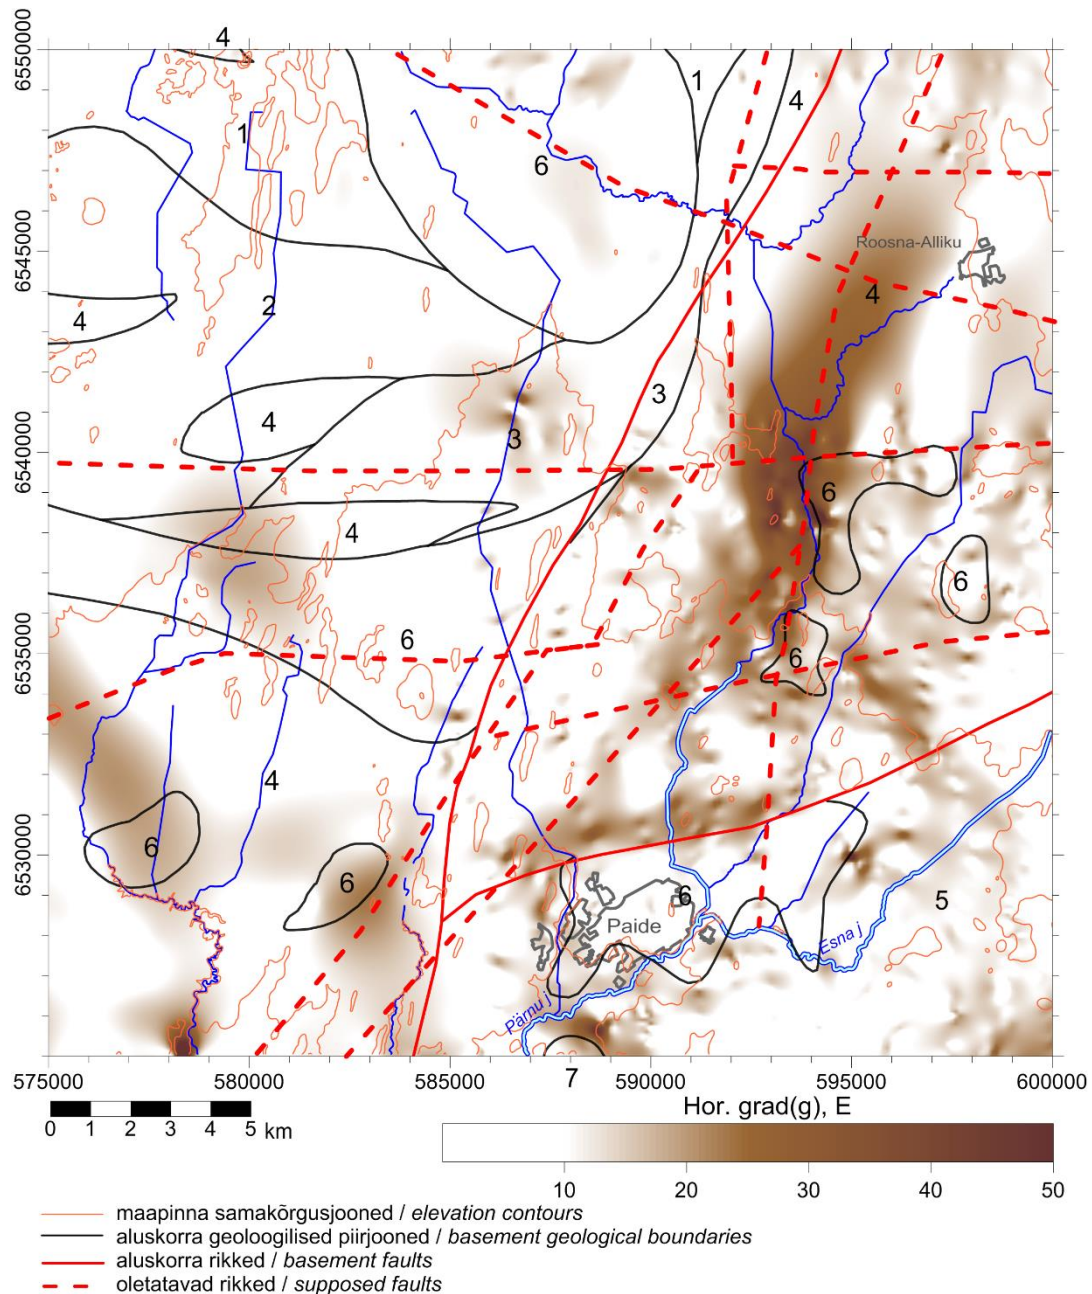 6550000
6545000
6540000
6535000
6530000
4
1
4
1
6
Roosna-Alliku
2
4
4
3
4
3
6
4
6
6
6
4
6
6
6
5
Paide
Esna j
Pärnu j
7
575000 580000 585000 590000 595000 600000
0 1 2 3 4 5 km
Hor. grad(g), E
10 20 30 40 50
maapinna samakõrgusjooned / elevation contours
aluskorra geoloogilised piirjooned / basement geological boundaries
aluskorra rikked / basement faults
oletatavad rikked / supposed faults